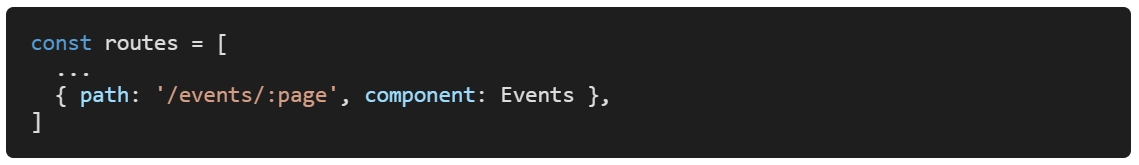 const routes = [
  ...
  { path: '/events/:page', component: Events },
]